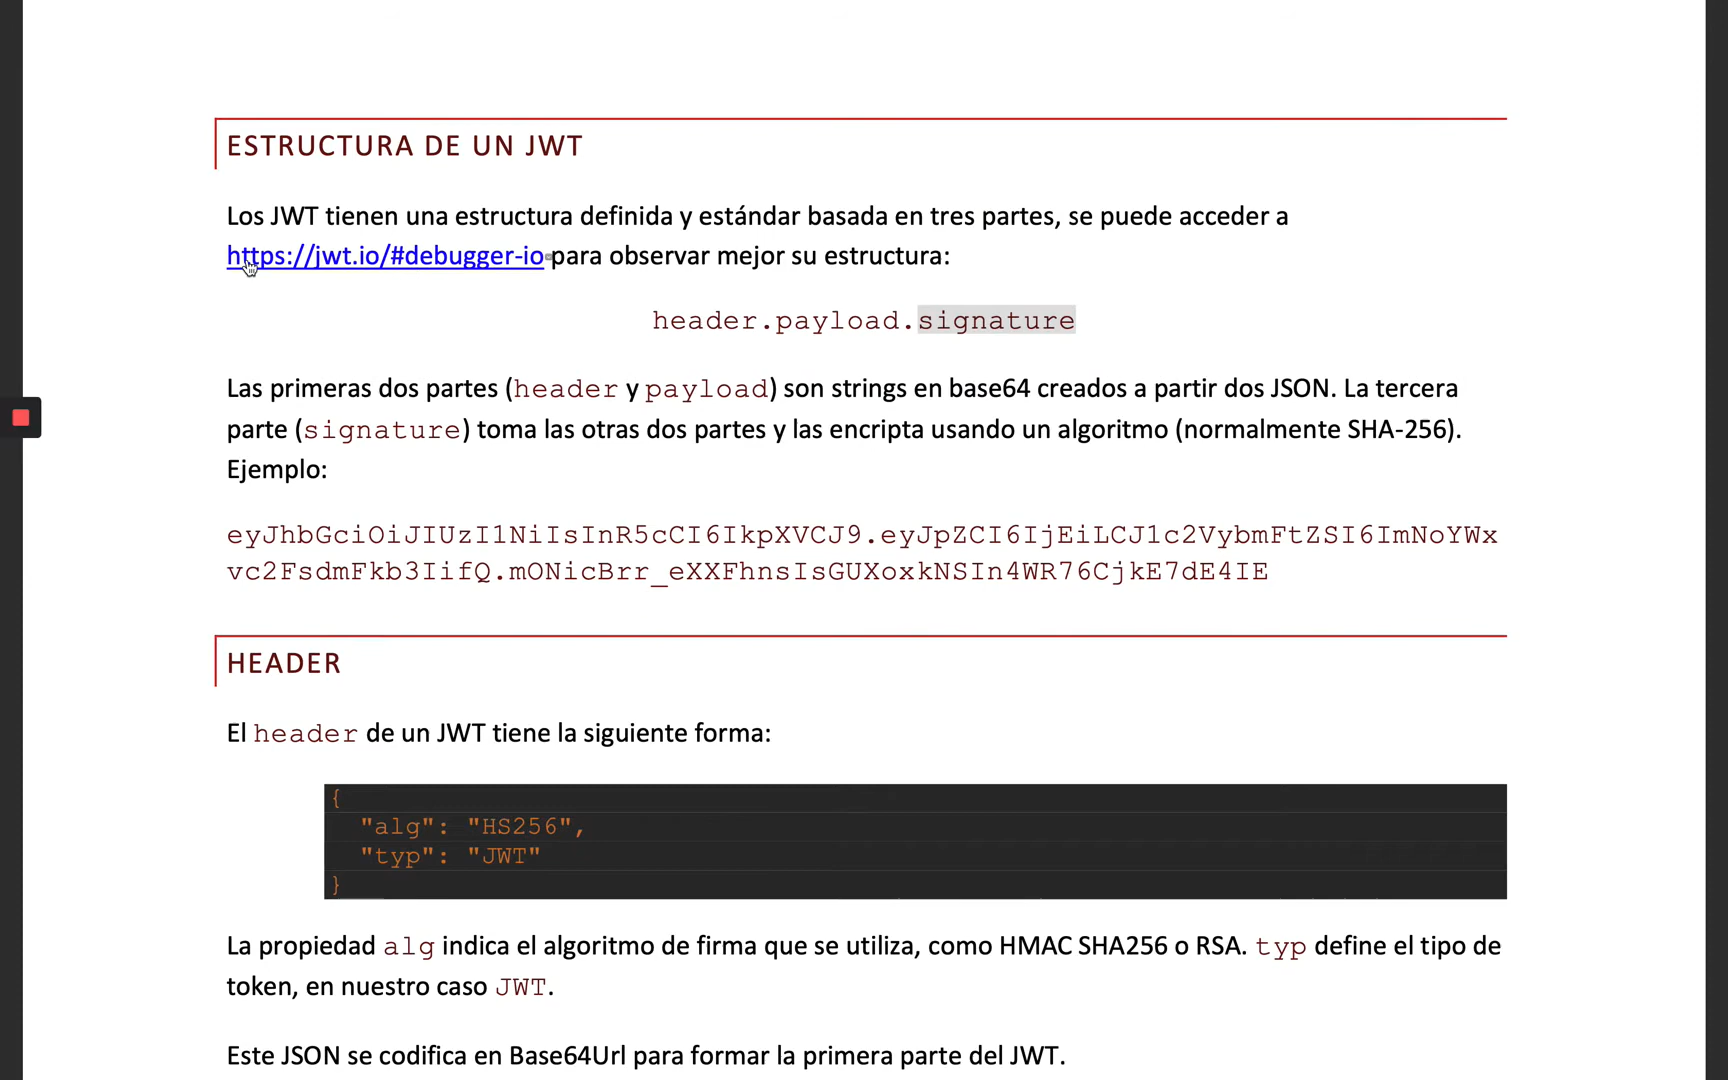 ESTRUCTURA DE UN JWT
Los JWT tienen una estructura definida y estándar basada en tres partes, se puede acceder a
https://jwt.io/#debugger-io para observar mejor su estructura:
header.payload.signature
Las primeras dos partes (header y payload) son strings en base64 creados a partir dos JSON. La tercera
parte (signature) toma las otras dos partes y las encripta usando un algoritmo (normalmente SHA-256).
Ejemplo:
eyJhbGciOiJIUzI1NiIsInR5cCI6IkpXVCJ9.eyJpZCI6IjEiLCJ1c2VybmFtZSI6ImNoYWx
vc2FsdmFkb3IifQ.mONicBrr_eXXFhnsIsGUXoxkNSIn4WR76CjkE7dE4IE
HEADER
El header de un JWT tiene la siguiente forma:
{
"alg": "HS256",
"typ": "JWT"
}
La propiedad alg indica el algoritmo de firma que se utiliza, como HMAC SHA256 o RSA. typ define el tipo de
token, en nuestro caso JWT.
Este JSON se codifica en Base64Url para formar la primera parte del JWT.